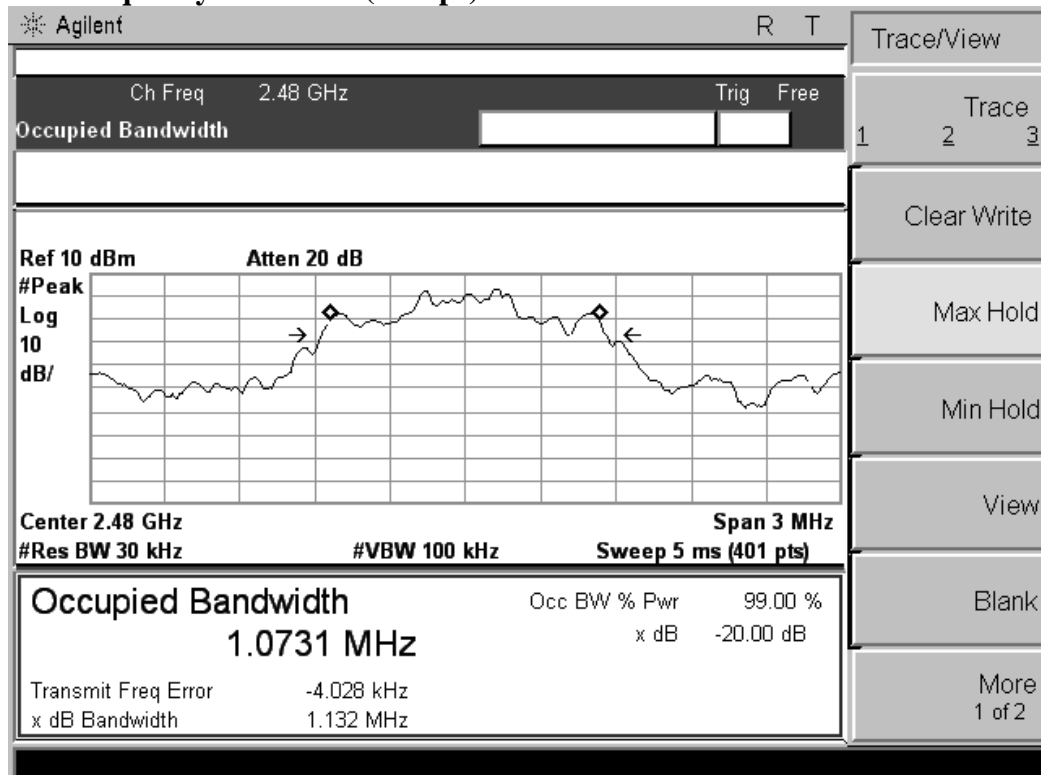 Agilent R T
Trace/View
Ch Freq 2.48 GHz Trig Free
Occupied Bandwidth
Trace
1 2 3
Clear Write
Ref 10 dBm Atten 20 dB
#Peak
Log
10
dB/
Max Hold
Min Hold
View
Center 2.48 GHz Span 3 MHz
#Res BW 30 kHz #VBW 100 kHz Sweep 5 ms (401 pts)
Occupied Bandwidth Occ BW % Pwr 99.00 %
1.0731 MHz x dB -20.00 dB
Blank
Transmit Freq Error -4.028 kHz
x dB Bandwidth 1.132 MHz
More
1 of 2